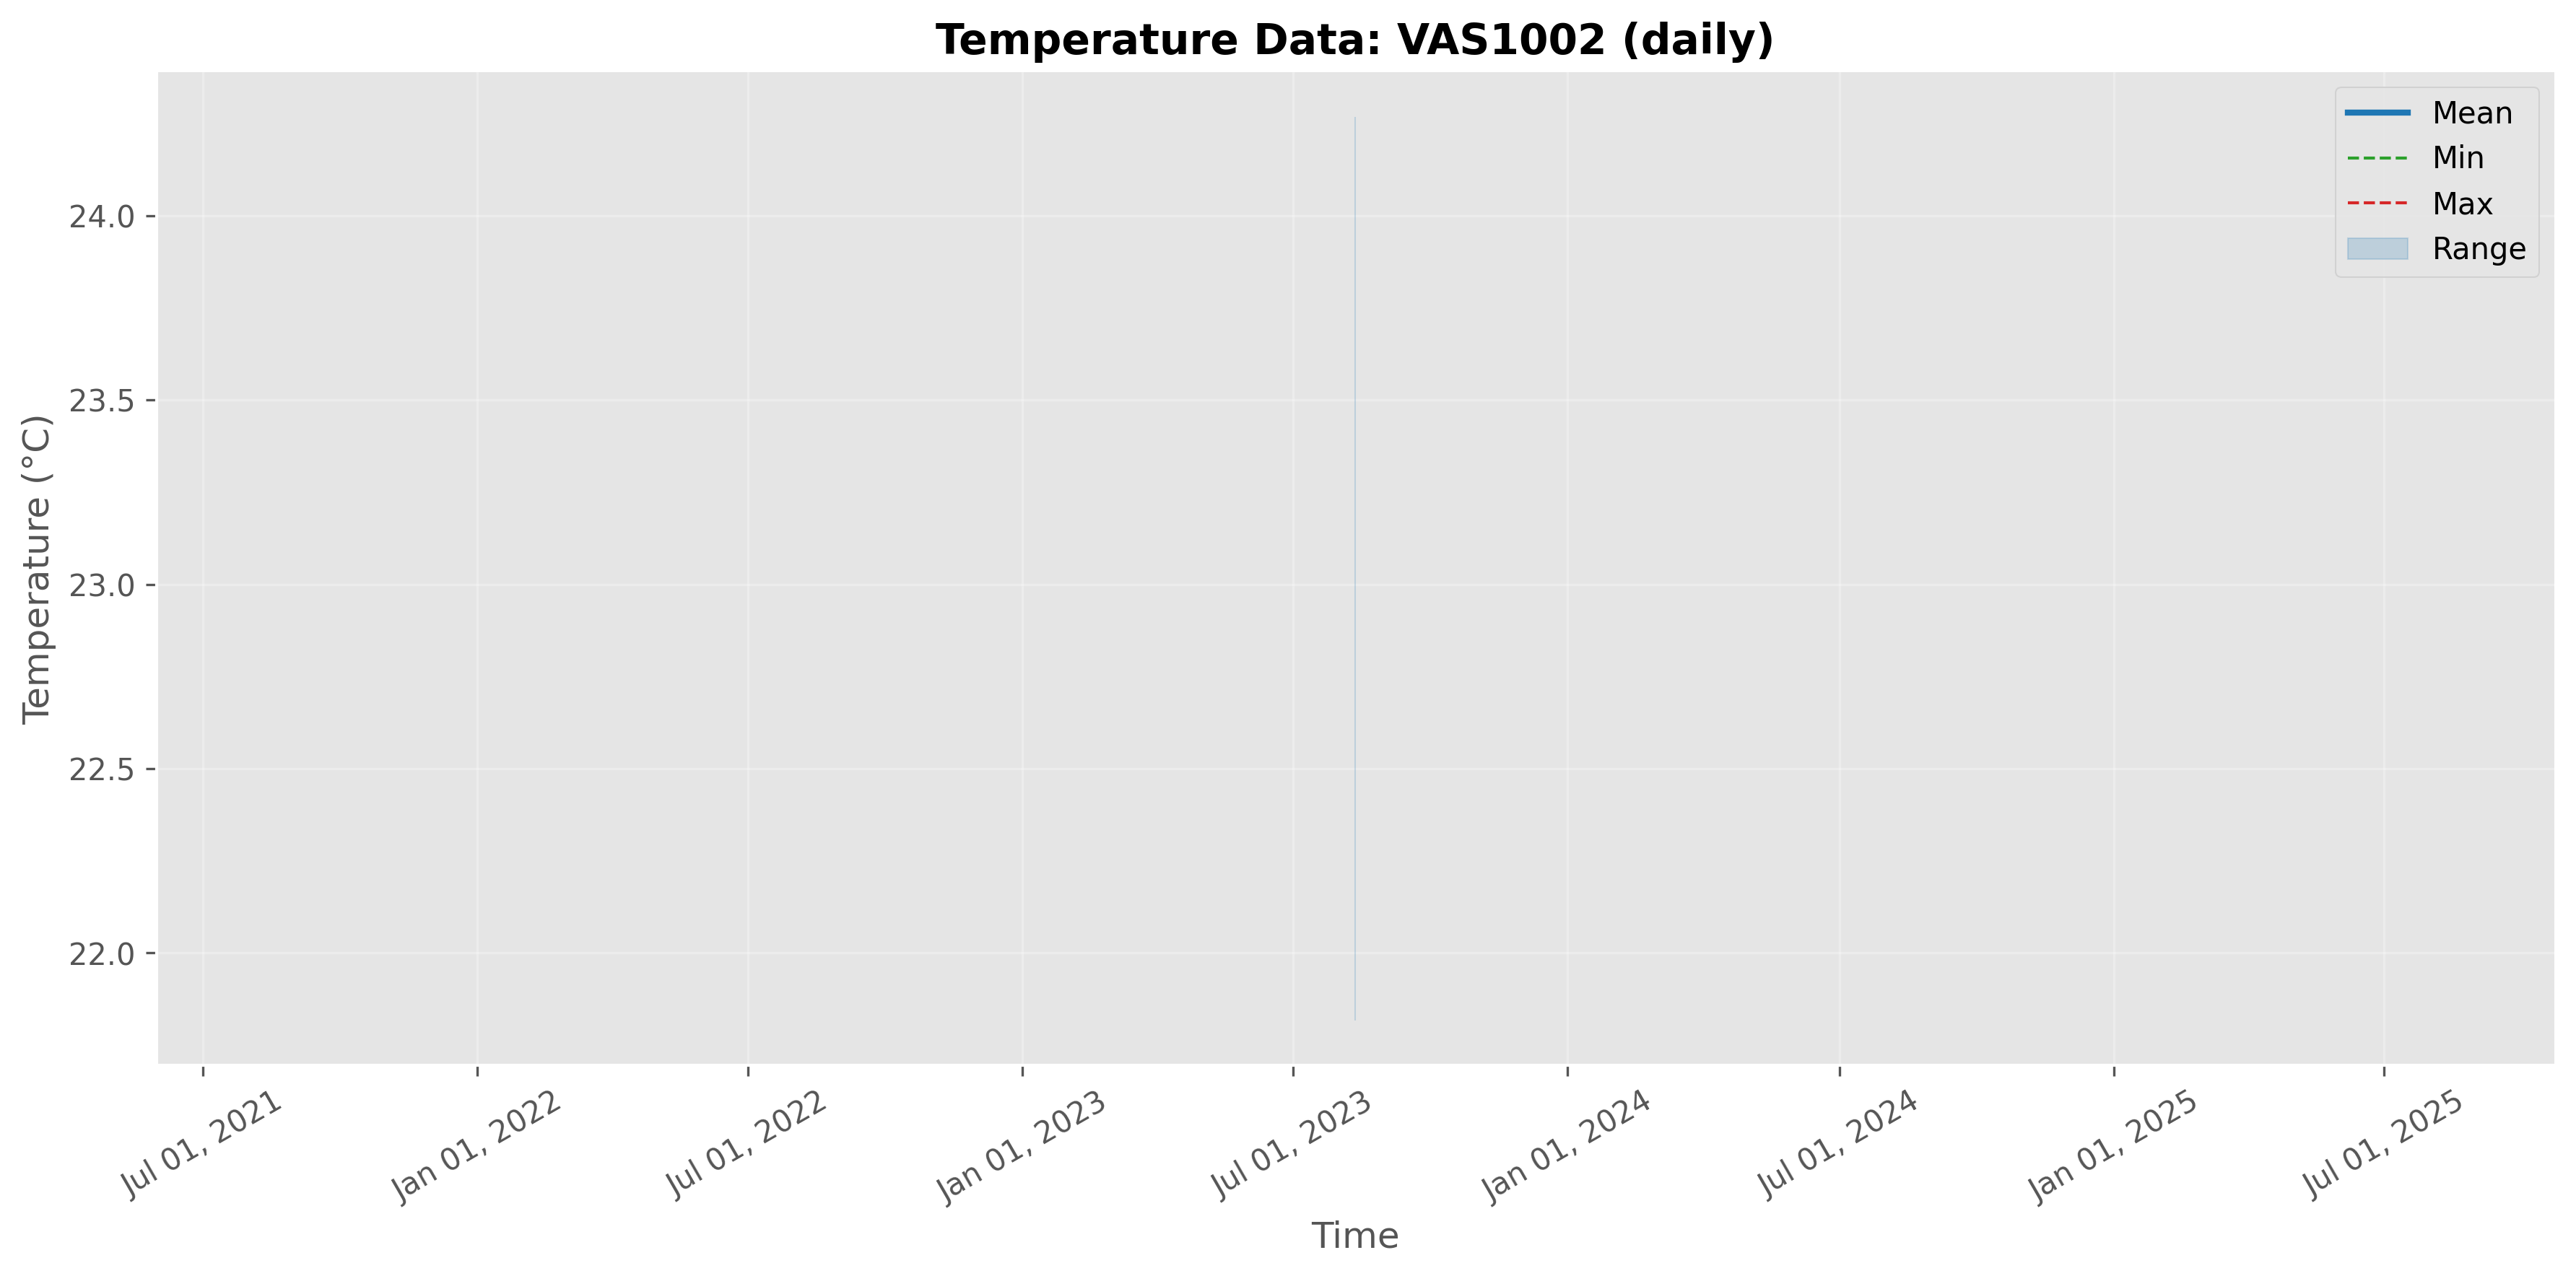 Temperature Data: VAS1002 (daily)
Mean
Min
Max
Range
Temperature (°C)
24.0
23.5
23.0
22.5
22.0
Jul 01, 2021
Jan 01, 2022
Jul 01, 2022
Jan 01, 2023
Jul 01, 2023
Jan 01, 2024
Jul 01, 2024
Jan 01, 2025
Jul 01, 2025
Time